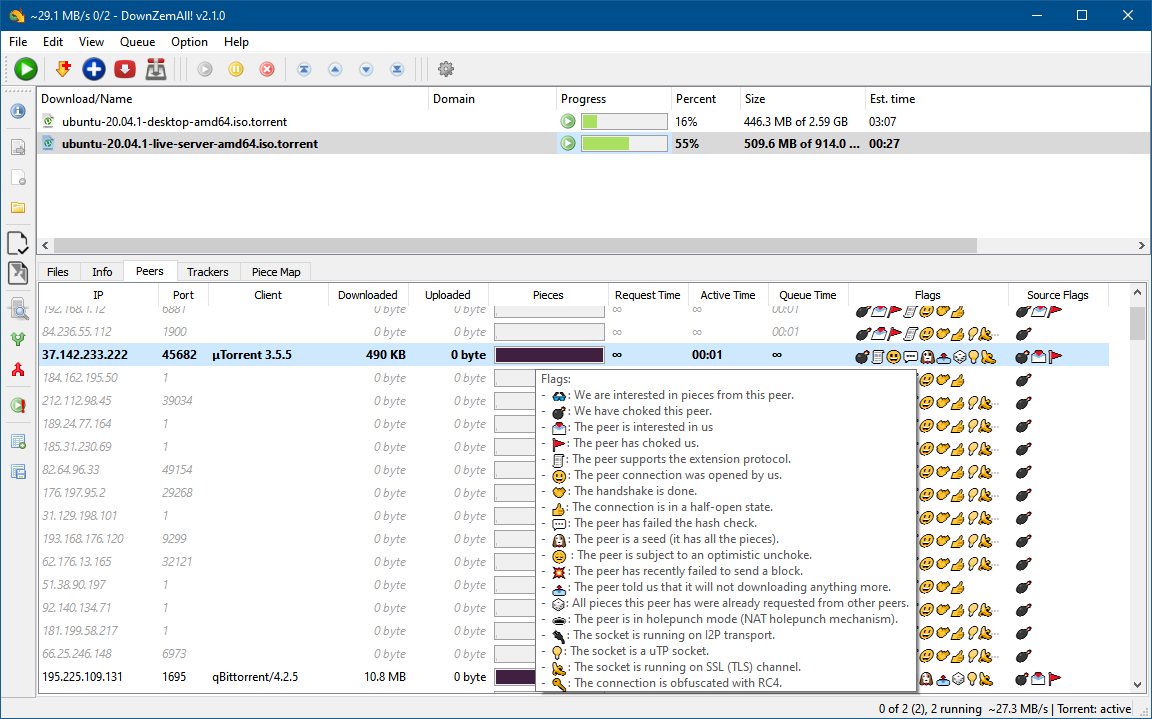 ~29.1 MB/s 0/2 - DownZemAll! v2.1.0
File Edit View Queue Option Help
Download/Name Domain Progress Percent Size Est. time
ubuntu-20.04.1-desktop-amd64.iso.torrent 16% 446.3 MB of 2.59 GB 03:07
ubuntu-20.04.1-live-server-amd64.iso.torrent 55% 509.6 MB of 914.0 ... 00:27
Files Info Peers Trackers Piece Map
IP Port Client Downloaded Uploaded Pieces Request Time Active Time Queue Time Flags Source Flags
192.168.1.12 6881 0 byte 0 byte ∞ ∞ 00:01
84.236.55.112 1900 0 byte 0 byte ∞ ∞ 00:01
37.142.233.222 45682 µTorrent 3.5.5 490 KB 0 byte ∞ 00:01 ∞
184.162.195.50 1 0 byte 0 byte
212.112.98.45 39034 0 byte 0 byte
189.24.77.164 1 0 byte 0 byte
185.31.230.69 1 0 byte 0 byte
82.64.96.33 49154 0 byte 0 byte
176.197.95.2 29268 0 byte 0 byte
31.129.198.101 1 0 byte 0 byte
193.168.176.120 9299 0 byte 0 byte
62.176.13.165 32121 0 byte 0 byte
51.38.90.197 1 0 byte 0 byte
92.140.134.71 1 0 byte 0 byte
181.199.58.217 1 0 byte 0 byte
66.25.246.148 6973 0 byte 0 byte
195.225.109.131 1695 qBittorrent/4.2.5 10.8 MB 0 byte
Flags:
- : We are interested in pieces from this peer.
- : We have choked this peer.
- : The peer is interested in us
- : The peer has choked us.
- : The peer supports the extension protocol.
- : The peer connection was opened by us.
- : The handshake is done.
- : The connection is in a half-open state.
- : The peer has failed the hash check.
- : The peer is a seed (it has all the pieces).
- : The peer is subject to an optimistic unchoke.
- : The peer has recently failed to send a block.
- : The peer told us that it will not downloading anything more.
- : All pieces this peer has were already requested from other peers.
- : The peer is in holepunch mode (NAT holepunch mechanism).
- : The socket is running on I2P transport.
- : The socket is a uTP socket.
- : The socket is running on SSL (TLS) channel.
- : The connection is obfuscated with RC4.
0 of 2 (2), 2 running ~27.3 MB/s | Torrent: active